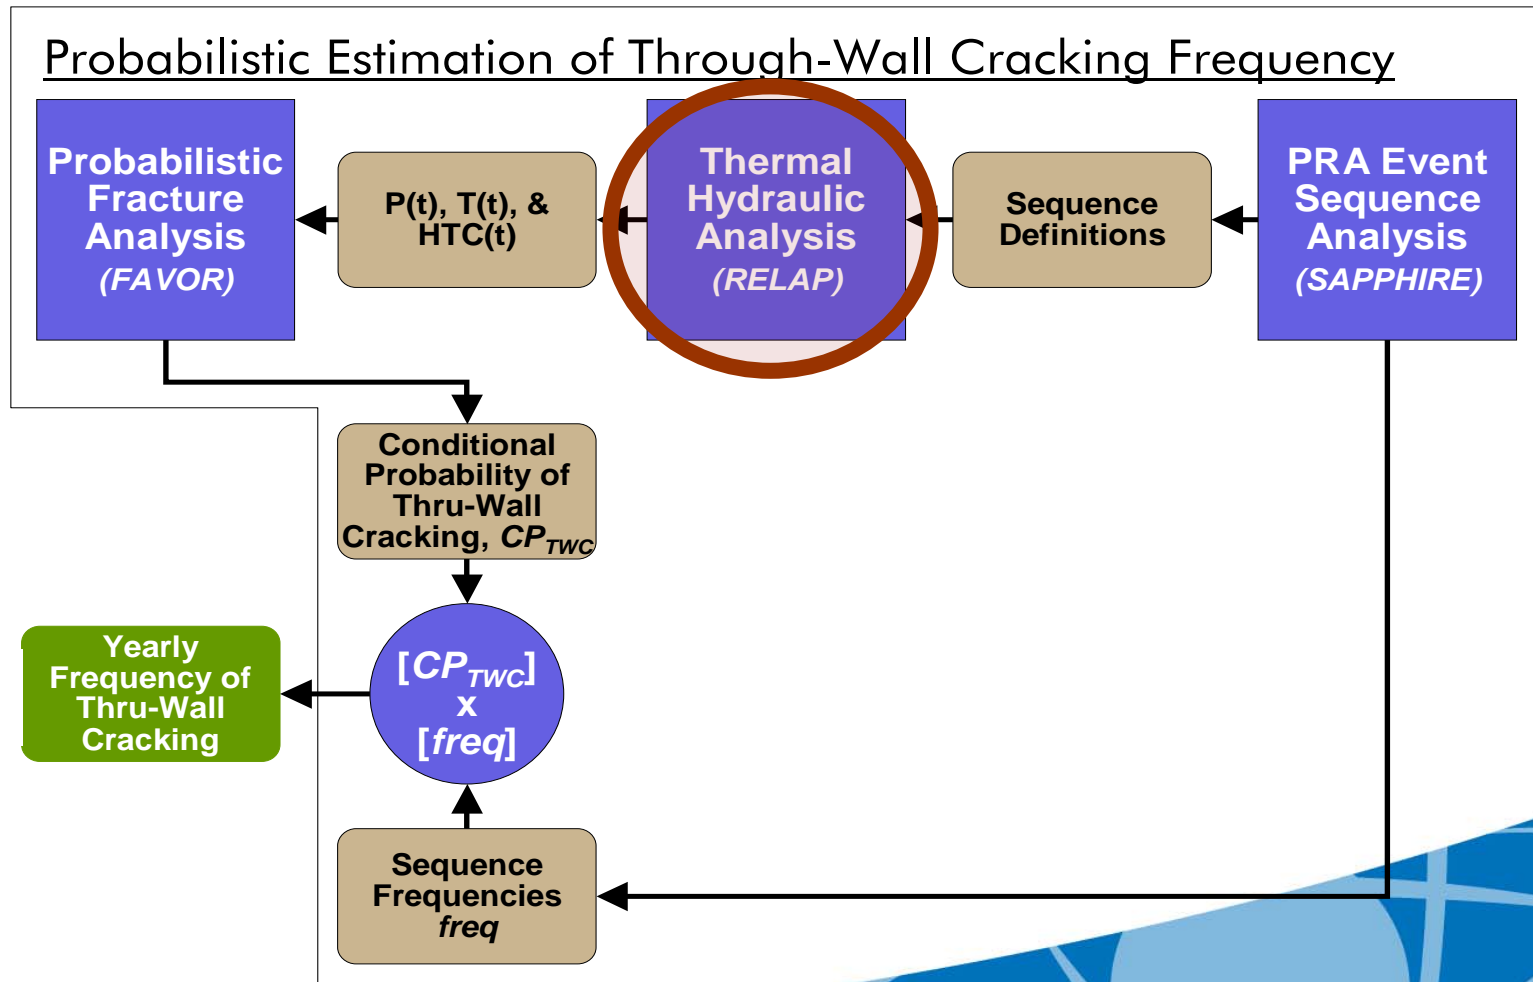 Probabilistic Estimation of Through-Wall Cracking Frequency
Probabilistic
Fracture
Analysis
(FAVOR)
P(t), T(t), &
HTC(t)
Thermal
Hydraulic
Analysis
(RELAP)
Sequence
Definitions
PRA Event
Sequence
Analysis
(SAPPHIRE)
Conditional
Probability of
Thru-Wall
Cracking, CPTWC
Yearly
Frequency of
Thru-Wall
Cracking
[CPTWC]
x
[freq]
Sequence
Frequencies
freq